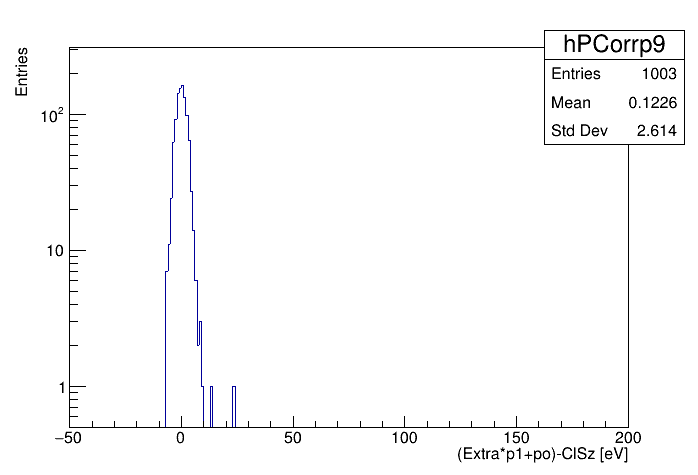 hPCorrp9
Entries 1003
Mean 0.1226
Std Dev 2.614
Entries
10²
10
1
−50 0 50 100 150 200
(Extra*p1+po)-ClSz [eV]